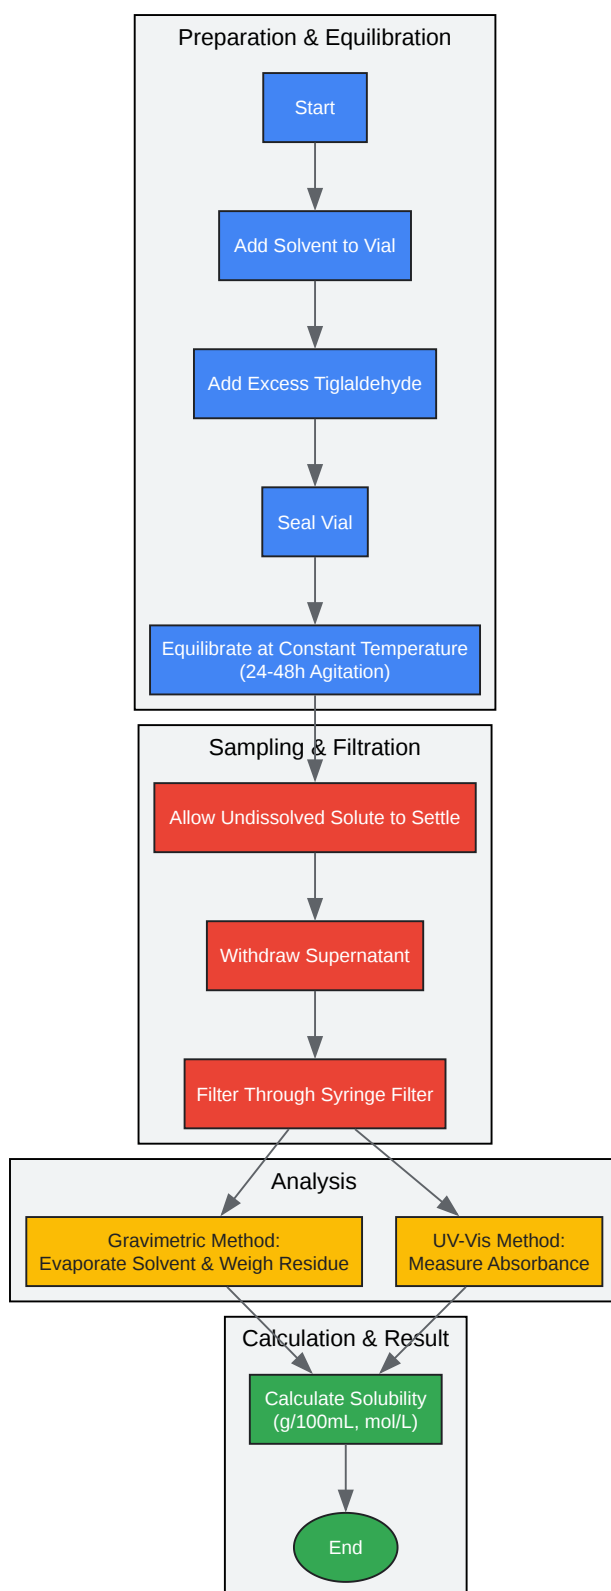 Preparation & Equilibration
Start
Add Solvent to Vial
Add Excess Tiglaldehyde
Seal Vial
Equilibrate at Constant Temperature
(24-48h Agitation)
Sampling & Filtration
Allow Undissolved Solute to Settle
Withdraw Supernatant
Filter Through Syringe Filter
Analysis
Gravimetric Method:
Evaporate Solvent & Weigh Residue
UV-Vis Method:
Measure Absorbance
Calculation & Result
Calculate Solubility
(g/100mL, mol/L)
End